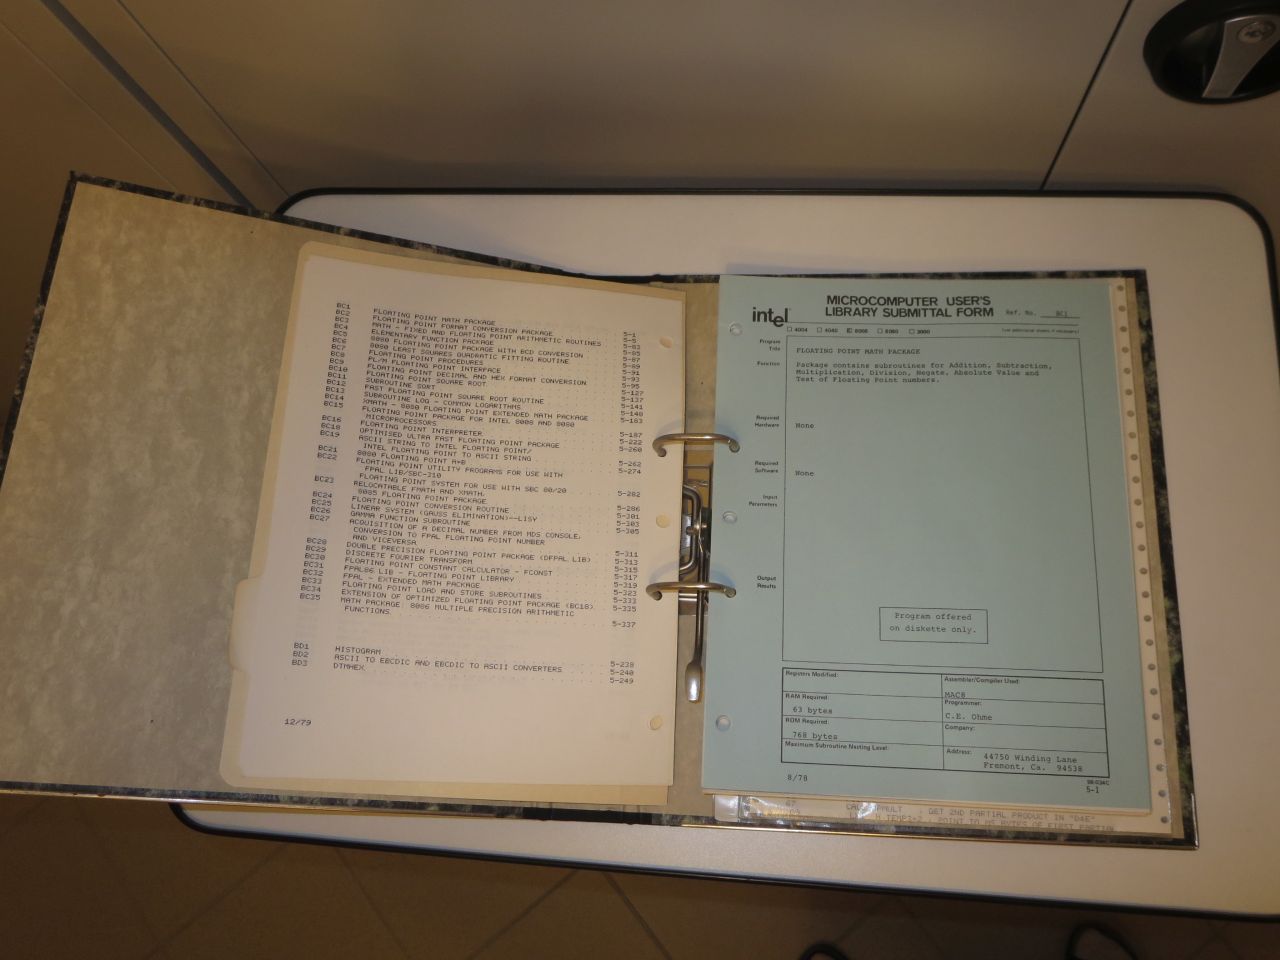 BC1 FLOATING POINT MATH PACKAGE 5-1
BC2 FLOATING POINT FORMAT CONVERSION PACKAGE 5-5
BC3 MATH - FIXED AND FLOATING POINT ARITHMETIC ROUTINES 5-83
BC4 ELEMENTARY FUNCTION PACKAGE 5-85
BC5 8080 FLOATING POINT PACKAGE WITH BCD CONVERSION 5-87
BC6 8080 LEAST SQUARES QUADRATIC FITTING ROUTINE 5-89
BC7 FLOATING POINT PROCEDURES 5-91
BC8 PL/M FLOATING POINT INTERFACE 5-93
BC9 FLOATING POINT DECIMAL AND HEX FORMAT CONVERSION 5-95
BC10 FLOATING POINT SQUARE ROOT 5-127
BC11 SUBROUTINE SQRT 5-137
BC12 FAST FLOATING POINT SQUARE ROOT ROUTINE 5-141
BC13 SUBROUTINE LOG - COMMON LOGARITHMS 5-148
BC14 XMATH - 8080 FLOATING POINT EXTENDED MATH PACKAGE 5-183
BC15 FLOATING POINT PACKAGE FOR INTEL 8008 AND 8080
MICROPROCESSORS 5-187
BC16 FLOATING POINT INTERPRETER 5-222
BC18 OPTIMISED ULTRA FAST FLOATING POINT PACKAGE 5-260
BC19 ASCII STRING TO INTEL FLOATING POINT/
INTEL FLOATING POINT TO ASCII STRING 5-262
BC21 8080 FLOATING POINT A*B 5-274
BC22 FLOATING POINT UTILITY PROGRAMS FOR USE WITH
FPAL LIB/SBC-310 5-282
BC23 FLOATING POINT SYSTEM FOR USE WITH SBC 80/20
RELOCATABLE FMATH AND XMATH. 5-286
BC24 8085 FLOATING POINT PACKAGE 5-301
BC25 FLOATING POINT CONVERSION ROUTINE 5-303
BC26 LINEAR SYSTEM (GAUSS ELIMINATION)--LISY 5-305
BC27 GAMMA FUNCTION SUBROUTINE
ACQUISITION OF A DECIMAL NUMBER FROM MDS CONSOLE,
CONVERSION TO FPAL FLOATING POINT NUMBER
AND VICEVERSA 5-311
BC28 DOUBLE PRECISION FLOATING POINT PACKAGE (DFPAL LIB) 5-313
BC29 DISCRETE FOURIER TRANSFORM 5-315
BC30 FLOATING POINT CONSTANT CALCULATOR - FCONST 5-317
BC31 FPAL86 LIB - FLOATING POINT LIBRARY 5-319
BC32 FPAL - EXTENDED MATH PACKAGE 5-323
BC33 FLOATING POINT LOAD AND STORE SUBROUTINES 5-333
BC34 EXTENSION OF OPTIMIZED FLOATING POINT PACKAGE (BC18) 5-335
BC35 MATH PACKAGE: 8086 MULTIPLE PRECISION ARITHMETIC
FUNCTIONS 5-337
BD1 HISTOGRAM 5-238
BD2 ASCII TO EBCDIC AND EBCDIC TO ASCII CONVERTERS 5-240
BD3 DTMHEX 5-249
12/79
intel
MICROCOMPUTER USER'S
LIBRARY SUBMITTAL FORM
Ref. No. BC1
4004 4040 8008 8080 3000
(use additional sheets if necessary)
Program Title
FLOATING POINT MATH PACKAGE
Function
Package contains subroutines for Addition, Subtraction,
Multiplication, Division, Negate, Absolute Value and
Test of Floating Point numbers.
Required Hardware
None
Required Software
None
Input Parameters
Output Results
Program offered
on diskette only.
Registers Modified:
Assembler/Compiler Used:
MAC8
RAM Required:
63 bytes
Programmer:
C.E. Ohme
ROM Required:
768 bytes
Company:
Maximum Subroutine Nesting Level:
Address:
44750 Winding Lane
Fremont, Ca. 94538
8/78
98-034C
5-1
67 GET 2ND PARTIAL PRODUCT IN "D&E"